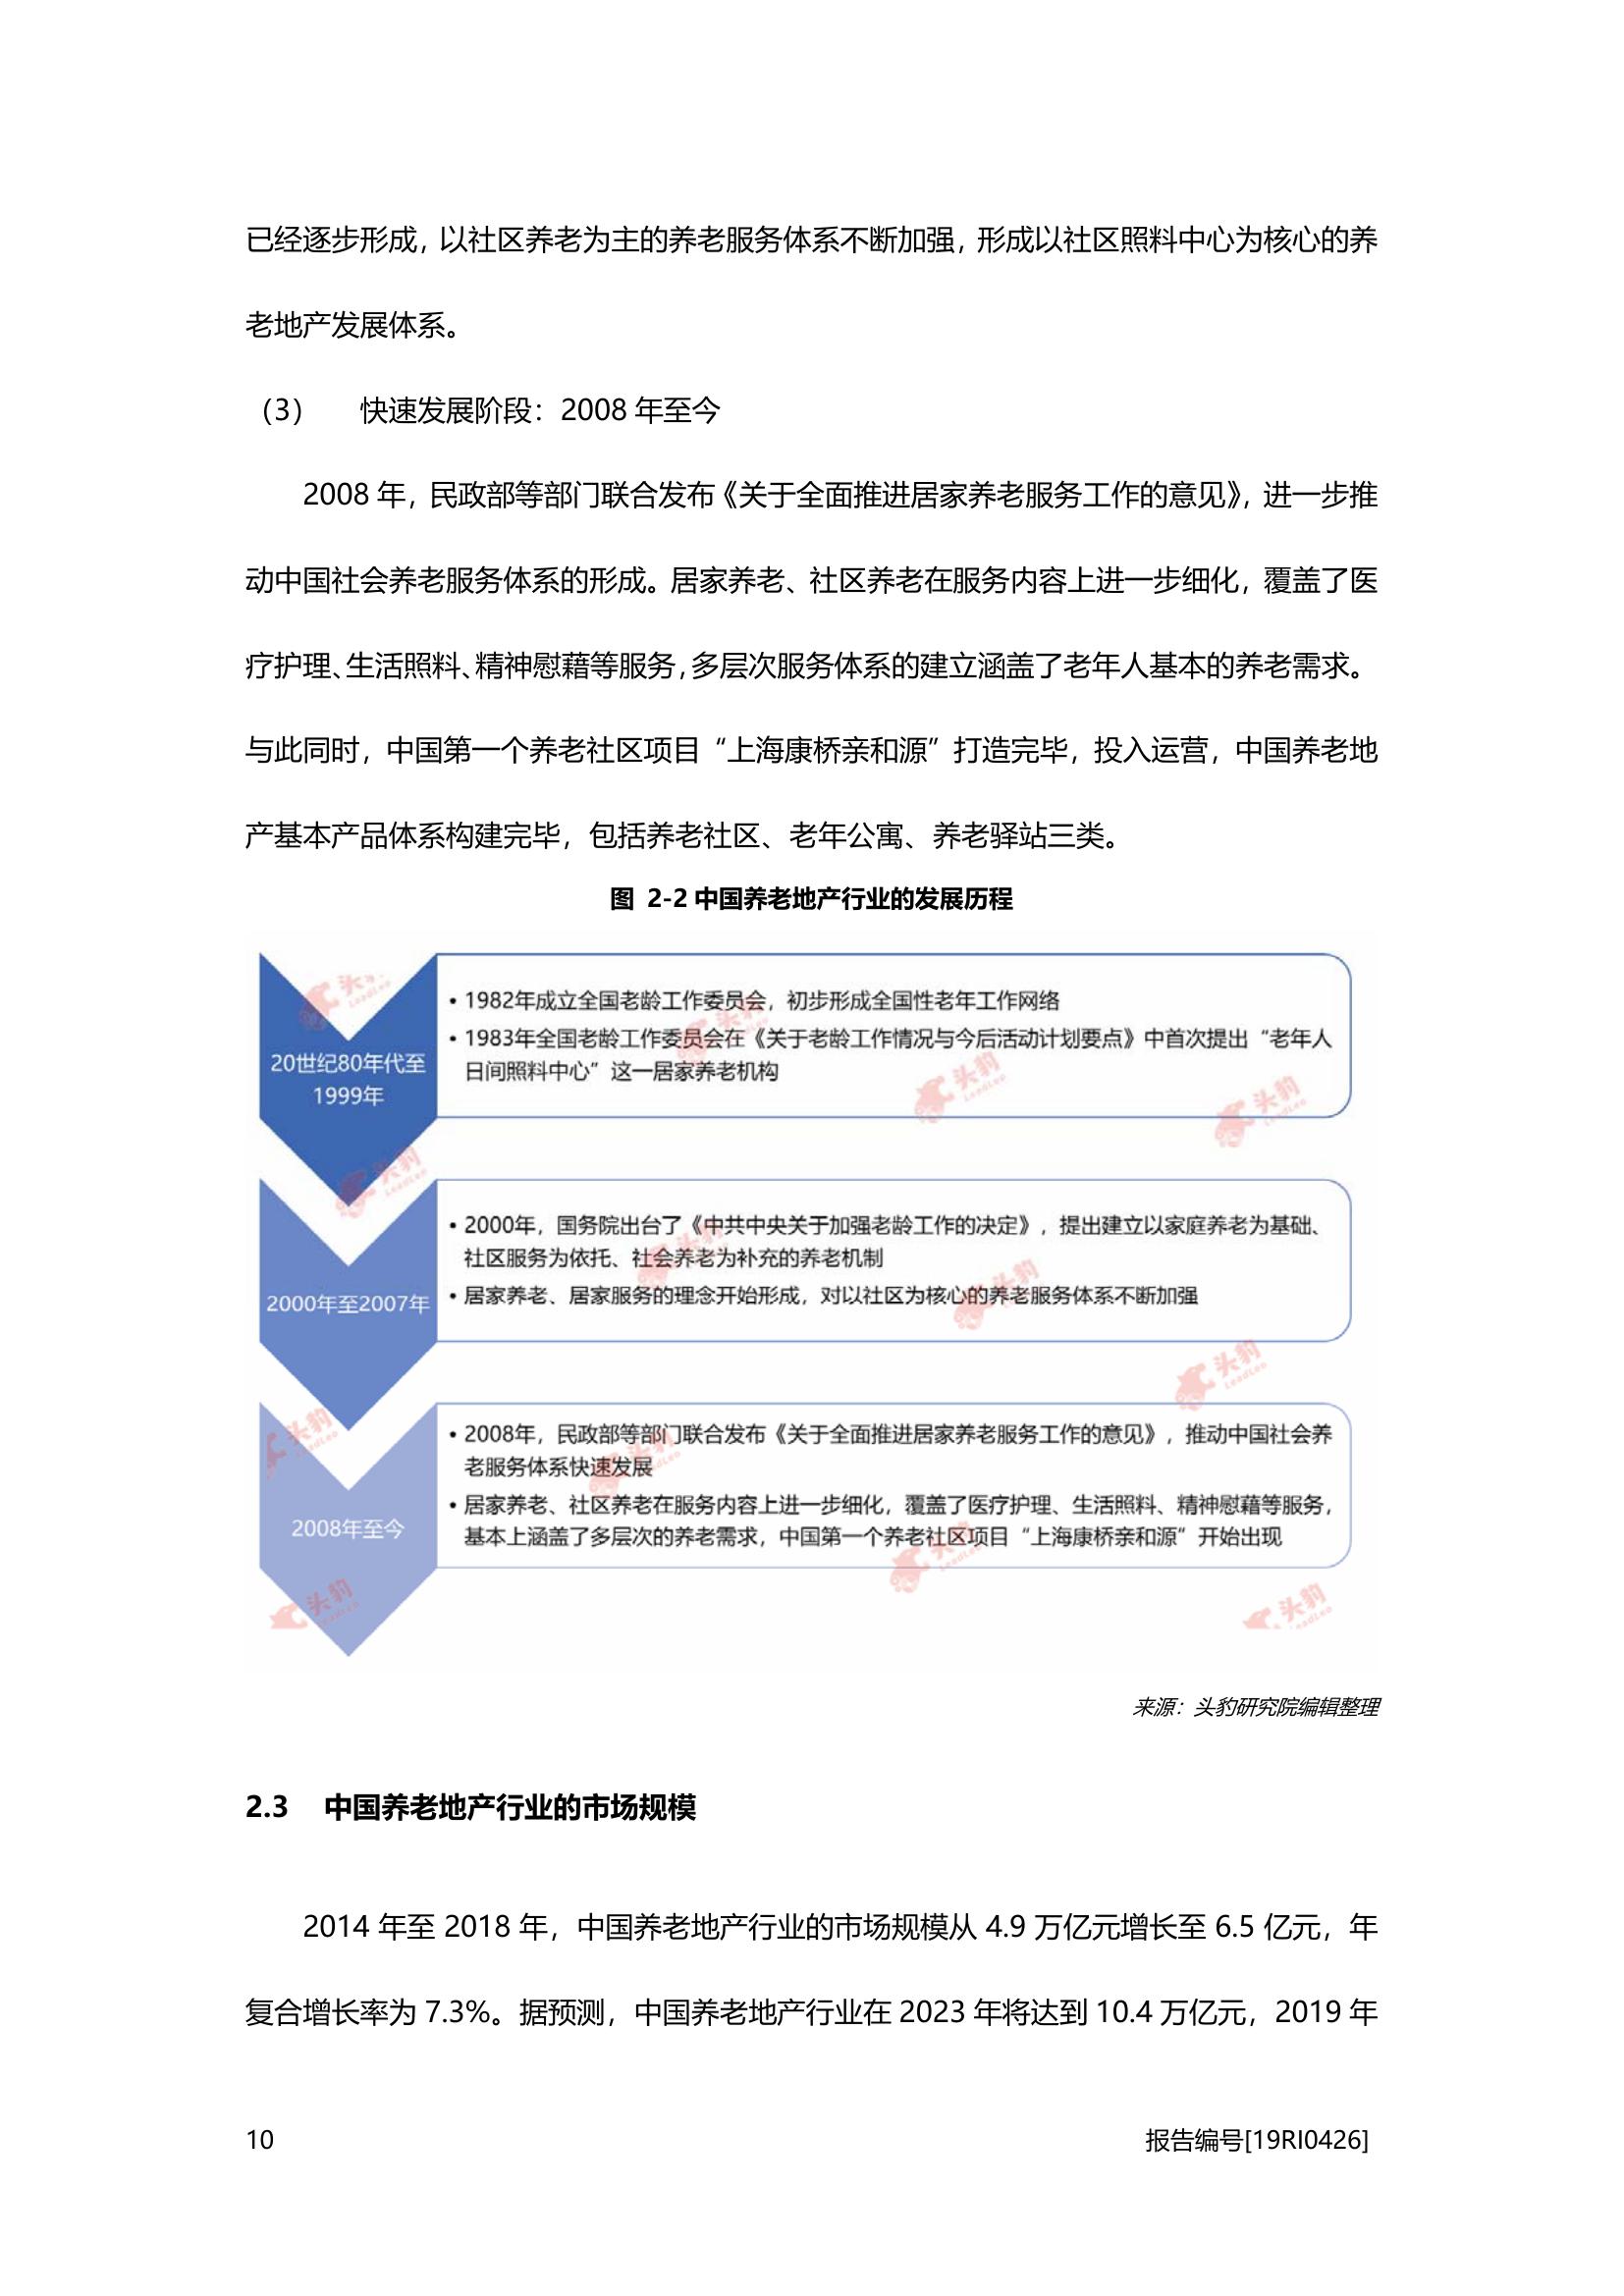 已经逐步形成，以社区养老为主的养老服务体系不断加强，形成以社区照料中心为核心的养
老地产发展体系。
（3） 快速发展阶段：2008 年至今
2008 年，民政部等部门联合发布《关于全面推进居家养老服务工作的意见》，进一步推
动中国社会养老服务体系的形成。居家养老、社区养老在服务内容上进一步细化，覆盖了医
疗护理、生活照料、精神慰藉等服务，多层次服务体系的建立涵盖了老年人基本的养老需求。
与此同时，中国第一个养老社区项目“上海康桥亲和源”打造完毕，投入运营，中国养老地
产基本产品体系构建完毕，包括养老社区、老年公寓、养老驿站三类。
图 2-2 中国养老地产行业的发展历程
20世纪80年代至
1999年
• 1982年成立全国老龄工作委员会，初步形成全国性老年工作网络
• 1983年全国老龄工作委员会在《关于老龄工作情况与今后活动计划要点》中首次提出“老年人
日间照料中心”这一居家养老机构
2000年至2007年
• 2000年，国务院出台了《中共中央关于加强老龄工作的决定》，提出建立以家庭养老为基础、
社区服务为依托、社会养老为补充的养老机制
• 居家养老、居家服务的理念开始形成，对以社区为核心的养老服务体系不断加强
2008年至今
• 2008年，民政部等部门联合发布《关于全面推进居家养老服务工作的意见》，推动中国社会养
老服务体系快速发展
• 居家养老、社区养老在服务内容上进一步细化，覆盖了医疗护理、生活照料、精神慰藉等服务，
基本上涵盖了多层次的养老需求，中国第一个养老社区项目“上海康桥亲和源”开始出现
头豹
LeadLeo
来源：头豹研究院编辑整理
2.3 中国养老地产行业的市场规模
2014 年至 2018 年，中国养老地产行业的市场规模从 4.9 万亿元增长至 6.5 亿元，年
复合增长率为 7.3%。据预测，中国养老地产行业在 2023 年将达到 10.4 万亿元，2019 年
10
报告编号[19RI0426]